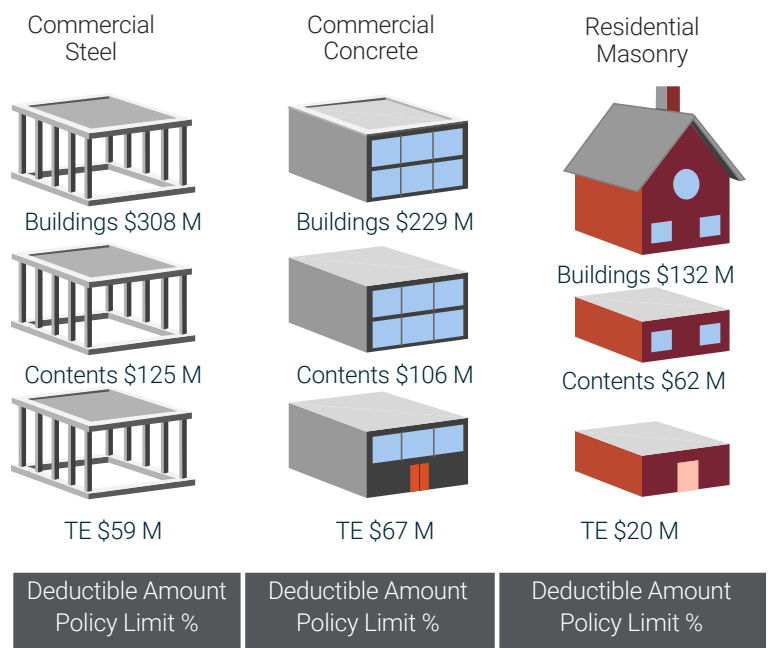 Commercial
Steel
Commercial
Concrete
Residential
Masonry
Buildings $308 M
Buildings $229 M
Buildings $132 M
Contents $125 M
Contents $106 M
Contents $62 M
TE $59 M
TE $67 M
TE $20 M
Deductible Amount
Policy Limit %
Deductible Amount
Policy Limit %
Deductible Amount
Policy Limit %